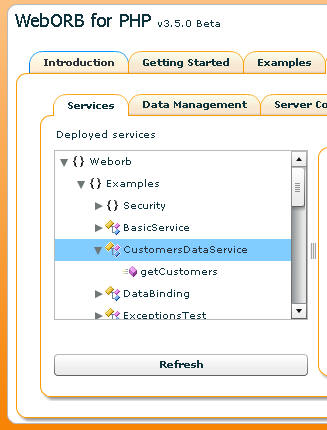 WebORB for PHP v3.5.0 Beta
Introduction Getting Started Examples
Services Data Management Server Co
Deployed services
{} Weborb
{} Examples
{} Security
BasicService
CustomersDataService
getCustomers
DataBinding
ExceptionsTest
Refresh